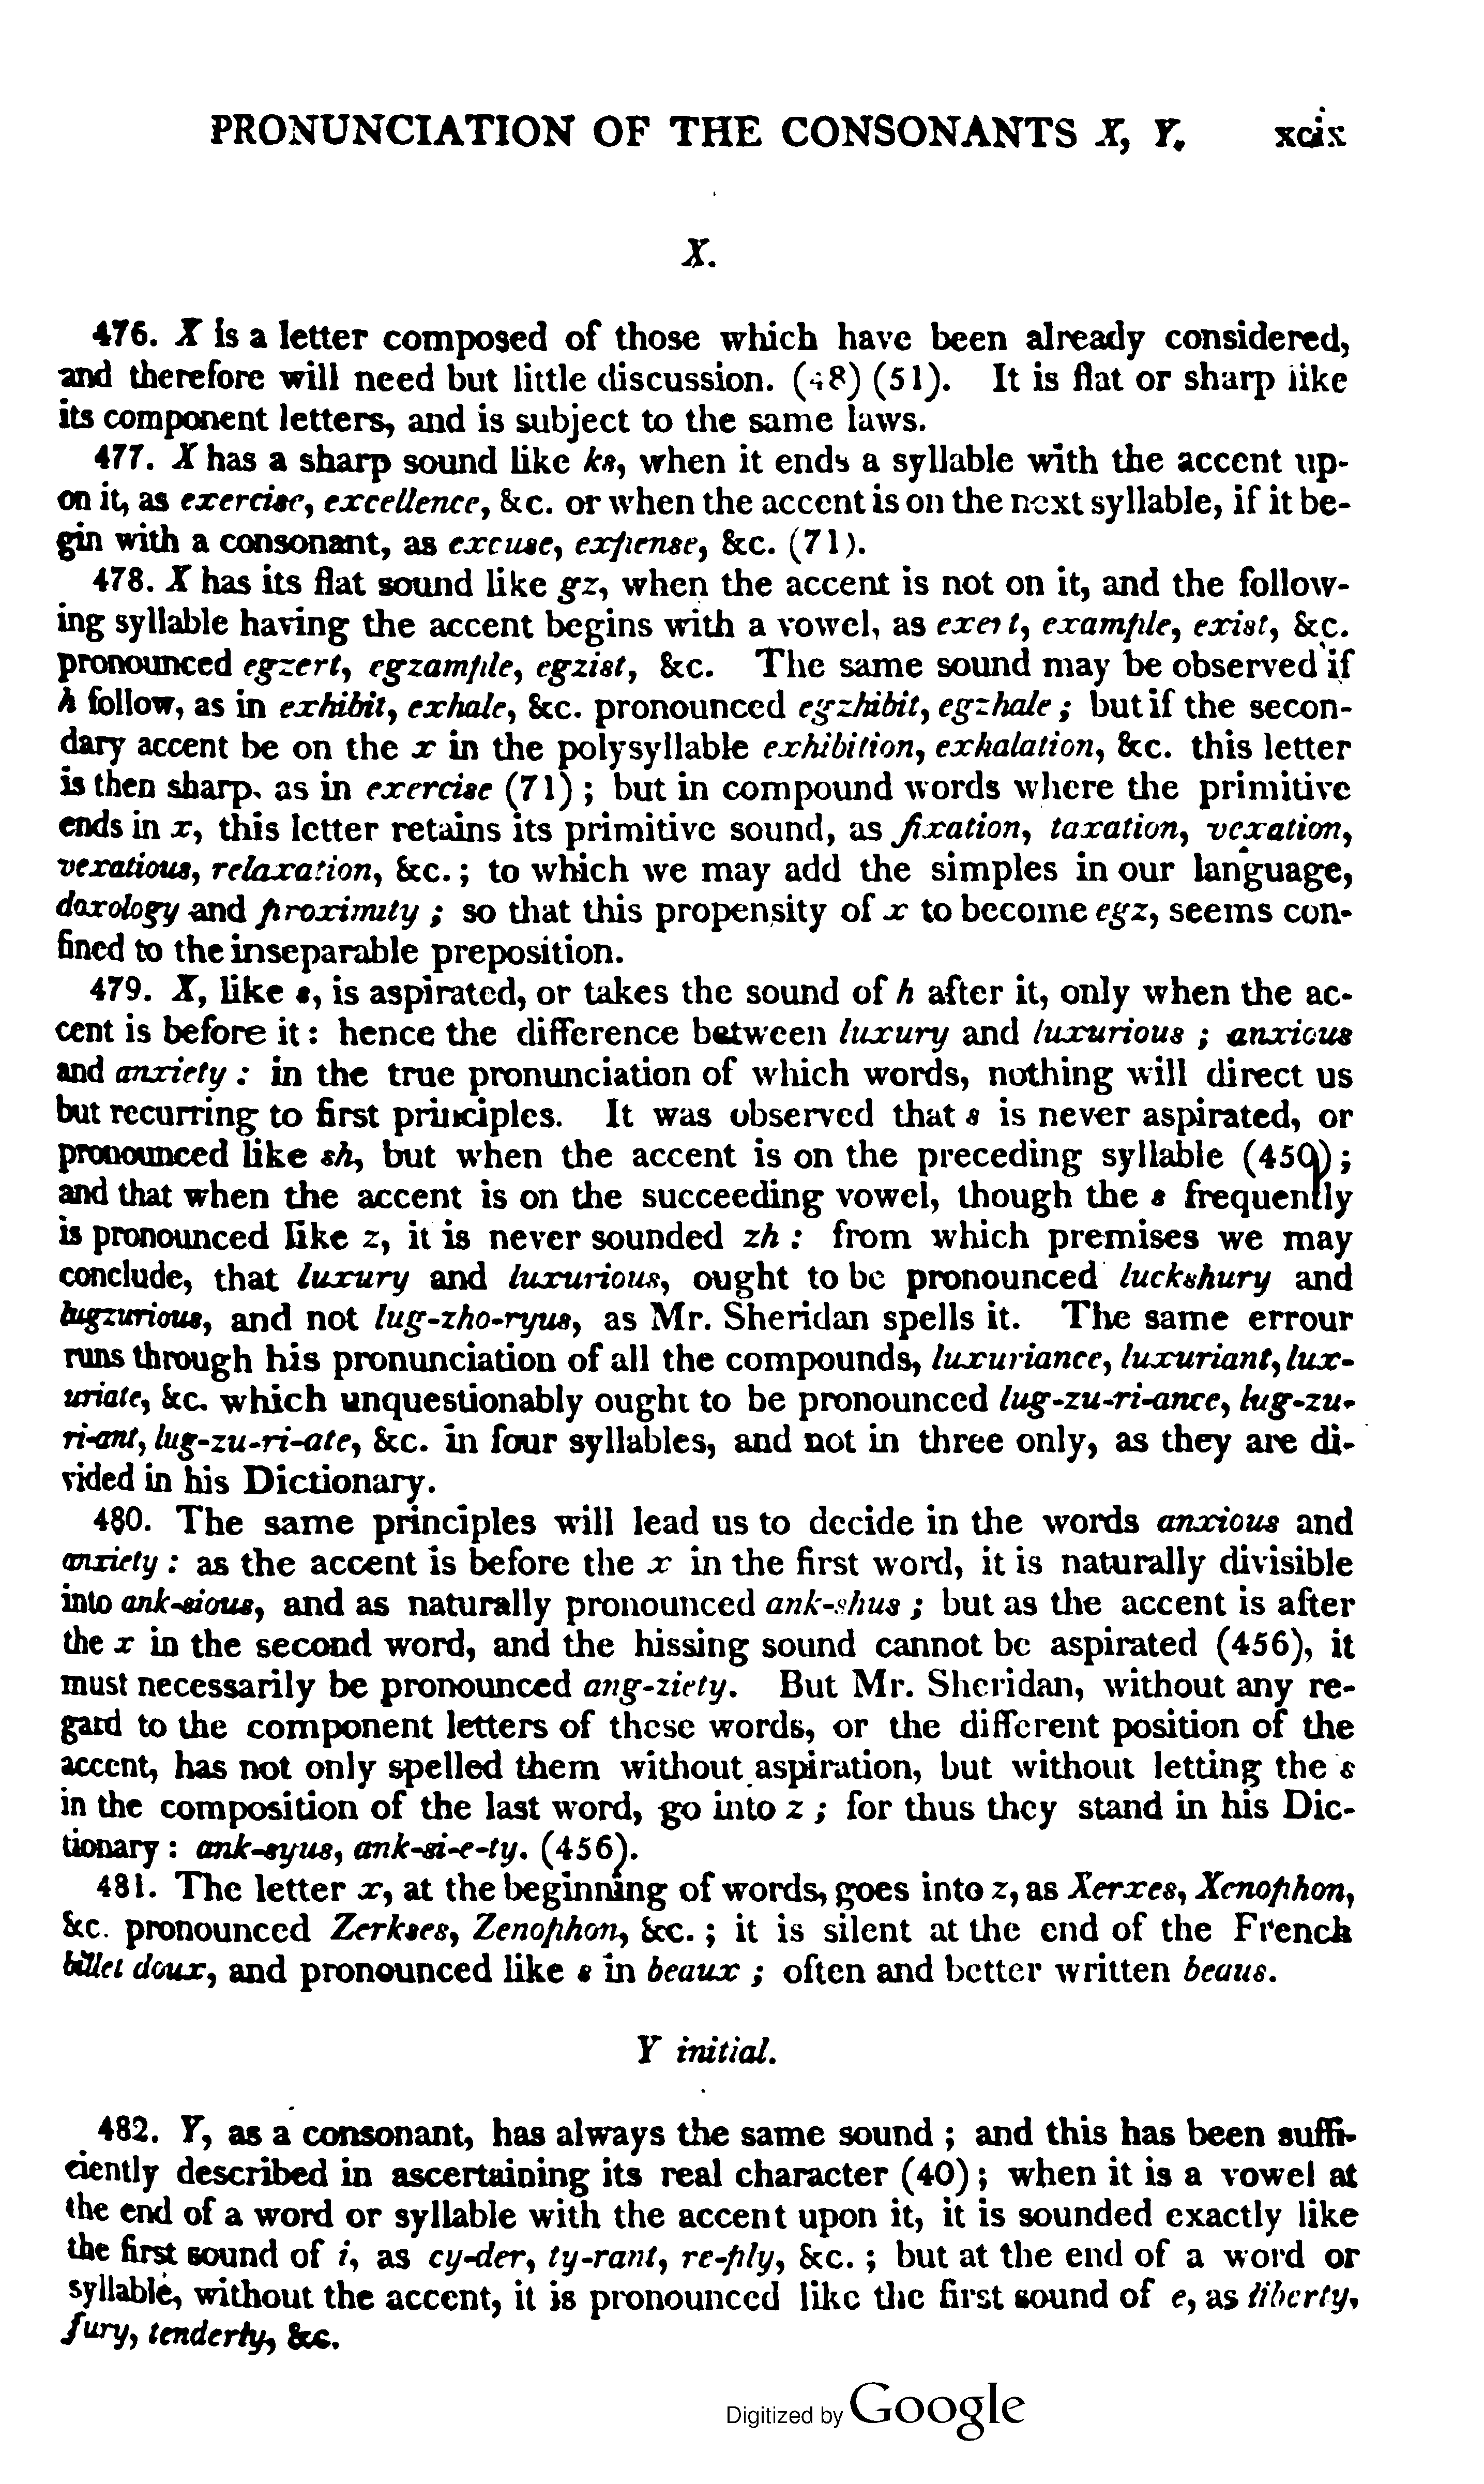 PRONUNCIATION OF THE CONSONANTS X, Y. xcix
X.
476. X is a letter composed of those which have been already considered,
and therefore will need but little discussion. (48) (51). It is flat or sharp like
its component letters, and is subject to the same laws.
477. X has a sharp sound like ks, when it ends a syllable with the accent up-
on it, as exercise, excellence, &c. or when the accent is on the next syllable, if it be-
gin with a consonant, as excuse, expense, &c. (71).
478. X has its flat sound like gz, when the accent is not on it, and the follow-
ing syllable having the accent begins with a vowel, as exert, example, exist, &c.
pronounced egzert, egzample, egzist, &c. The same sound may be observed if
h follow, as in exhibit, exhale, &c. pronounced egzhibit, egzhale; but if the secon-
dary accent be on the x in the polysyllable exhibition, exhalation, &c. this letter
is then sharp, as in exercise (71); but in compound words where the primitive
ends in x, this letter retains its primitive sound, as fixation, taxation, vexation,
vexatious, relaxation, &c.; to which we may add the simples in our language,
doxology and proximity; so that this propensity of x to become egz, seems con-
fined to the inseparable preposition.
479. X, like s, is aspirated, or takes the sound of h after it, only when the ac-
cent is before it: hence the difference between luxury and luxurious; anxious
and anxiety: in the true pronunciation of which words, nothing will direct us
but recurring to first principles. It was observed that s is never aspirated, or
pronounced like sh, but when the accent is on the preceding syllable (450);
and that when the accent is on the succeeding vowel, though the s frequently
is pronounced like z, it is never sounded zh: from which premises we may
conclude, that luxury and luxurious, ought to be pronounced luckshury and
lugzurious, and not lug-zho-ryus, as Mr. Sheridan spells it. The same errour
runs through his pronunciation of all the compounds, luxuriance, luxuriant, lux-
uriate, &c. which unquestionably ought to be pronounced lug-zu-ri-ance, lug-zu-
ri-ant, lug-zu-ri-ate, &c. in four syllables, and not in three only, as they are di-
vided in his Dictionary.
480. The same principles will lead us to decide in the words anxious and
anxiety: as the accent is before the x in the first word, it is naturally divisible
into ank-sious, and as naturally pronounced ank-shus; but as the accent is after
the x in the second word, and the hissing sound cannot be aspirated (456), it
must necessarily be pronounced ang-ziety. But Mr. Sheridan, without any re-
gard to the component letters of these words, or the different position of the
accent, has not only spelled them without aspiration, but without letting the s
in the composition of the last word, go into z; for thus they stand in his Dic-
tionary: ank-syus, ank-si-e-ty. (456).
481. The letter x, at the beginning of words, goes into z, as Xerxes, Xenophon,
&c. pronounced Zerkses, Zenophon, &c.; it is silent at the end of the French
billet doux, and pronounced like s in beaux; often and better written beaus.
Y initial.
482. Y, as a consonant, has always the same sound; and this has been suffi-
ciently described in ascertaining its real character (40); when it is a vowel at
the end of a word or syllable with the accent upon it, it is sounded exactly like
the first sound of i, as cy-der, ty-rant, re-ply, &c.; but at the end of a word or
syllable, without the accent, it is pronounced like the first sound of e, as liberty,
fury, tenderly, &c.
Digitized by Google